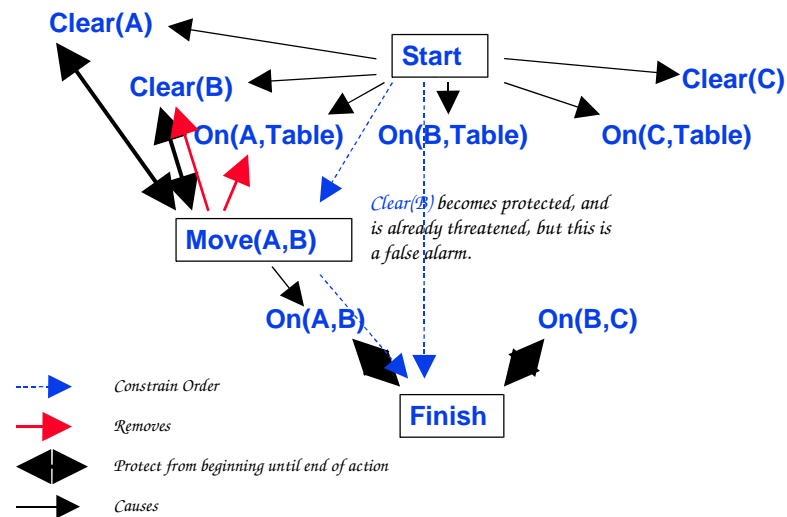 Clear(A)
Start
Clear(B)
Clear(C)
On(A,Table)
On(B,Table)
On(C,Table)
Clear(B) becomes protected, and
is already threatened, but this is
a false alarm.
Move(A,B)
On(A,B)
On(B,C)
Constrain Order
Finish
Removes
Protect from beginning until end of action
Causes